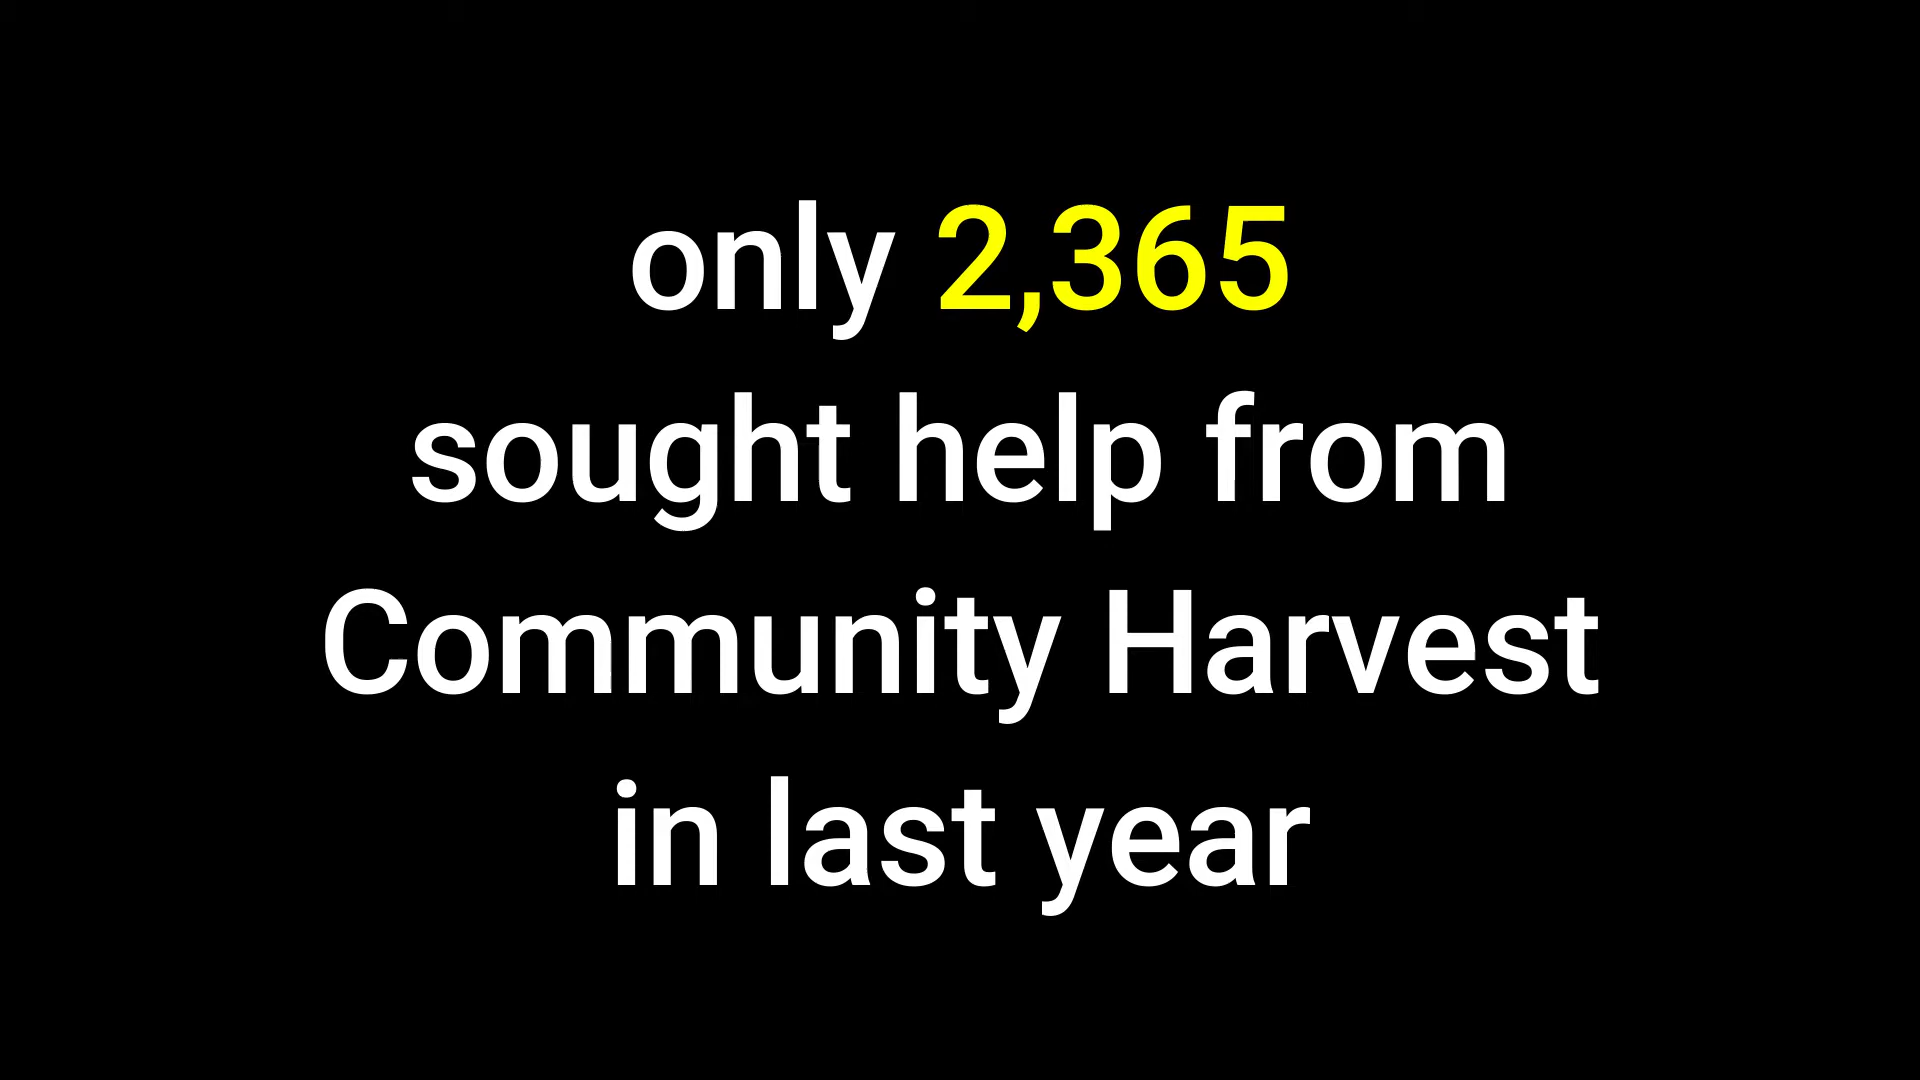 only 2,365
sought help from
Community Harvest
in last year